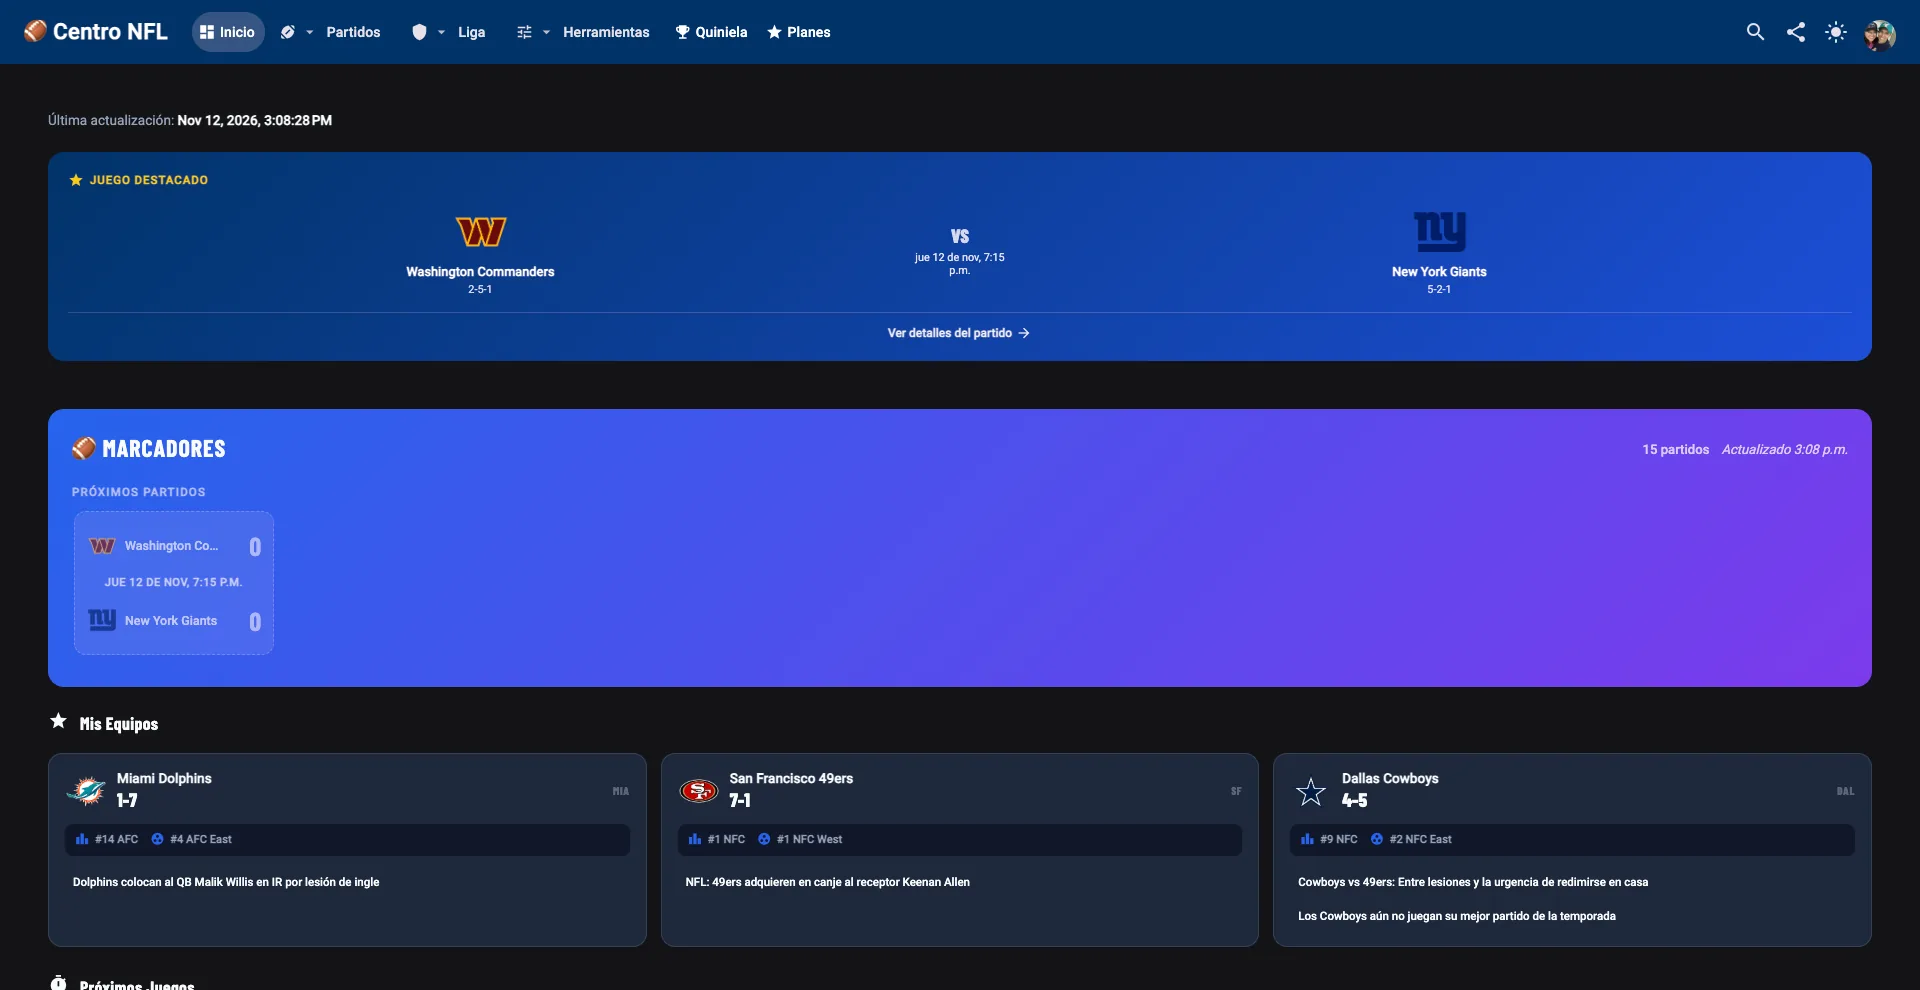 Centro NFL
Inicio
Partidos
Liga
Herramientas
Quiniela
Planes
Última actualización: Nov 12, 2026, 3:08:28 PM
JUEGO DESTACADO
W
Washington Commanders
2-5-1
VS
jue 12 de nov, 7:15
p.m.
ny
New York Giants
5-2-1
Ver detalles del partido
MARCADORES
15 partidos
Actualizado 3:08 p.m.
PRÓXIMOS PARTIDOS
W
Washington Co...
0
JUE 12 DE NOV, 7:15 P.M.
ny
New York Giants
0
Mis Equipos
Miami Dolphins
1-7
MIA
#14 AFC
#4 AFC East
Dolphins colocan al QB Malik Willis en IR por lesión de ingle
SF
San Francisco 49ers
7-1
SF
#1 NFC
#1 NFC West
NFL: 49ers adquieren en canje al receptor Keenan Allen
Dallas Cowboys
4-5
DAL
#9 NFC
#2 NFC East
Cowboys vs 49ers: Entre lesiones y la urgencia de redimirse en casa
Los Cowboys aún no juegan su mejor partido de la temporada
Próximos Juegos